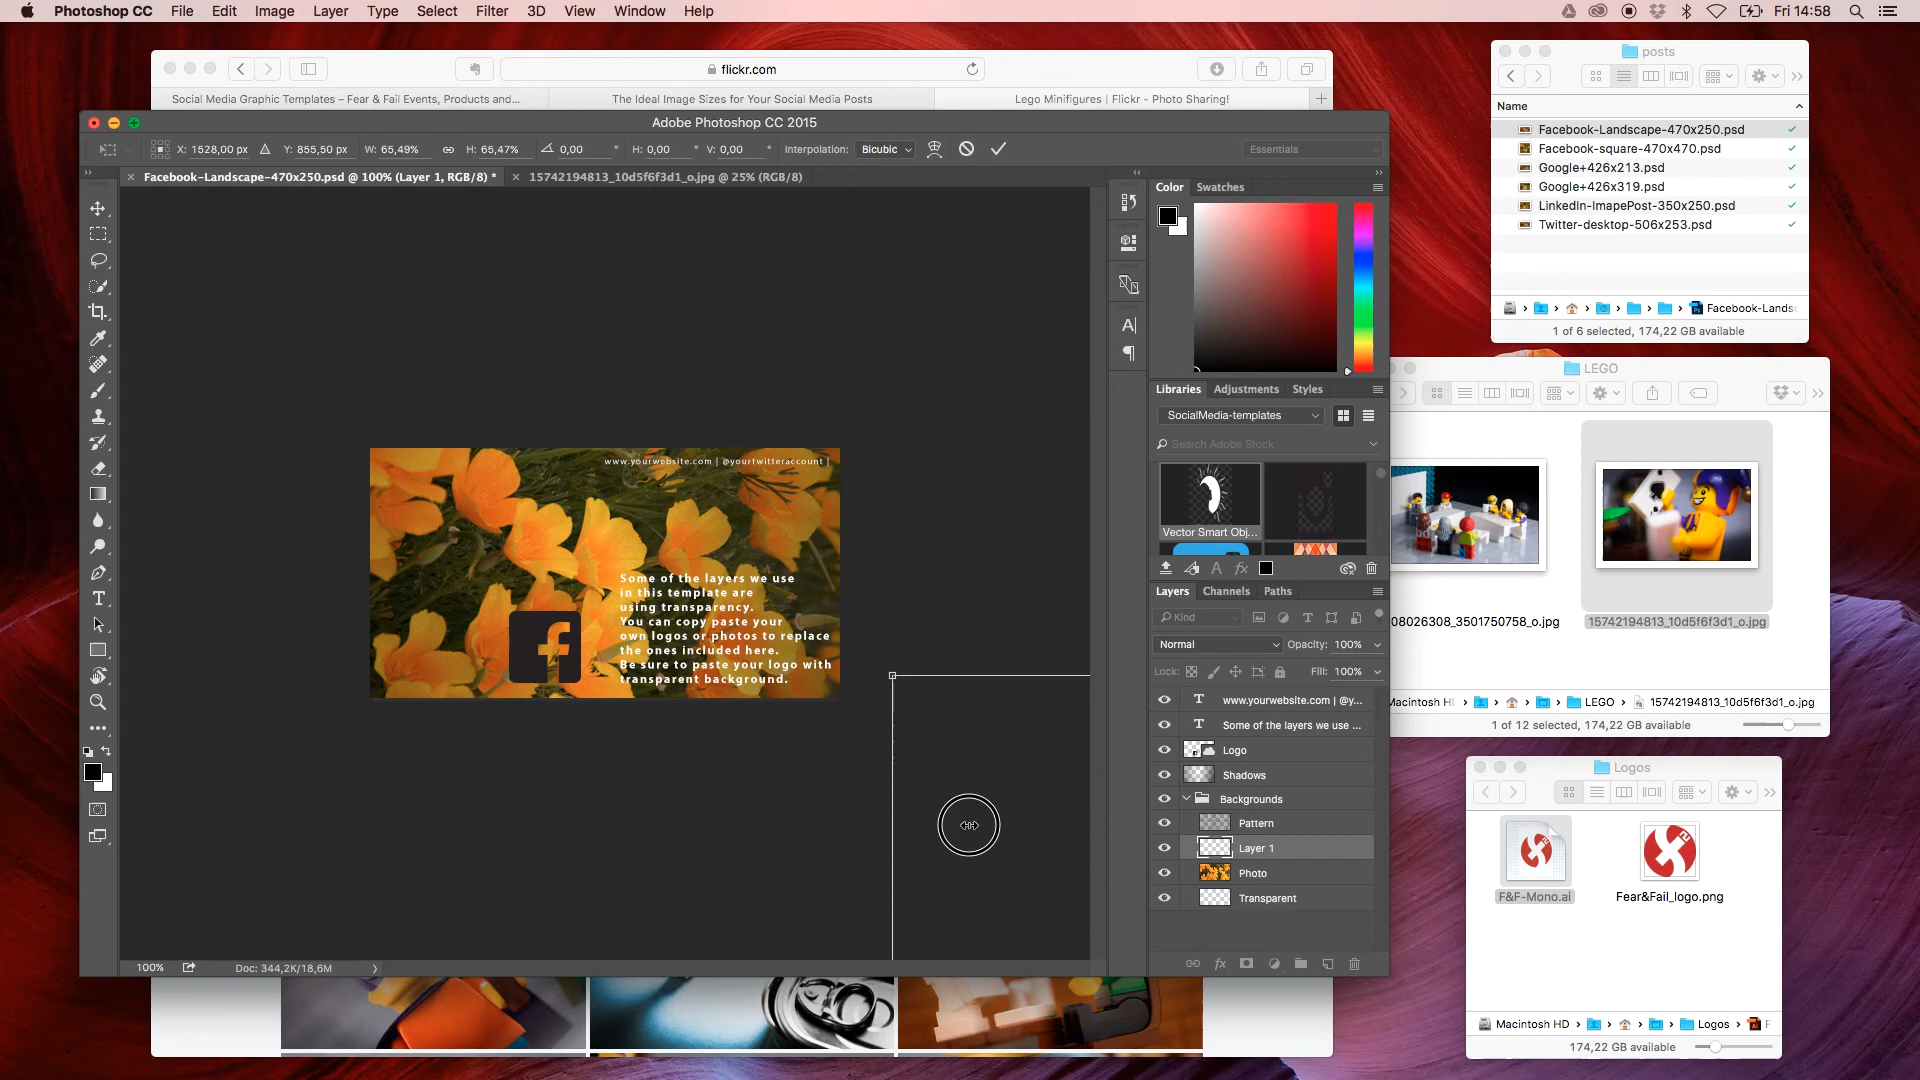 Photoshop CC File Edit Image Layer Type Select Filter 3D View Window Help
Fri 14:58
flickr.com
Social Media Graphic Templates – Fear & Fail Events, Products and...
The Ideal Image Sizes for Your Social Media Posts
Lego Minifigures | Flickr - Photo Sharing!
Adobe Photoshop CC 2015
X: 1528,00 px Y: 855,50 px W: 65,49% H: 65,47% 0,00 ° H: 0,00 ° V: 0,00 ° Interpolation: Bicubic
Essentials
Facebook-Landscape-470x250.psd @ 100% (Layer 1, RGB/8) *
15742194813_10d5f6f3d1_o.jpg @ 25% (RGB/8)
www.yourwebsite.com | @yourtwitteraccount |
Some of the layers we use
in this template are
using transparency.
You can copy paste your
own logos or photos to replace
the ones included here.
Be sure to paste your logo with
transparent background.
100% Doc: 344,2K/18,6M
Color Swatches
Libraries Adjustments Styles
SocialMedia-templates
Search Adobe Stock
Vector Smart Obj...
Layers Channels Paths
Kind
Normal Opacity: 100%
Lock: Fill: 100%
www.yourwebsite.com | @y...
Some of the layers we use ...
Logo
Shadows
Backgrounds
Pattern
Layer 1
Photo
Transparent
posts
Name
Facebook-Landscape-470x250.psd
Facebook-square-470x470.psd
Google+426x213.psd
Google+426x319.psd
LinkedIn-ImapePost-350x250.psd
Twitter-desktop-506x253.psd
Facebook-Lands
1 of 6 selected, 174,22 GB available
LEGO
08026308_3501750758_o.jpg
15742194813_10d5f6f3d1_o.jpg
Macintosh HD LEGO 15742194813_10d5f6f3d1_o.jpg
1 of 12 selected, 174,22 GB available
Logos
F&F-Mono.ai
Fear&Fail_logo.png
Macintosh HD Logos F
174,22 GB available